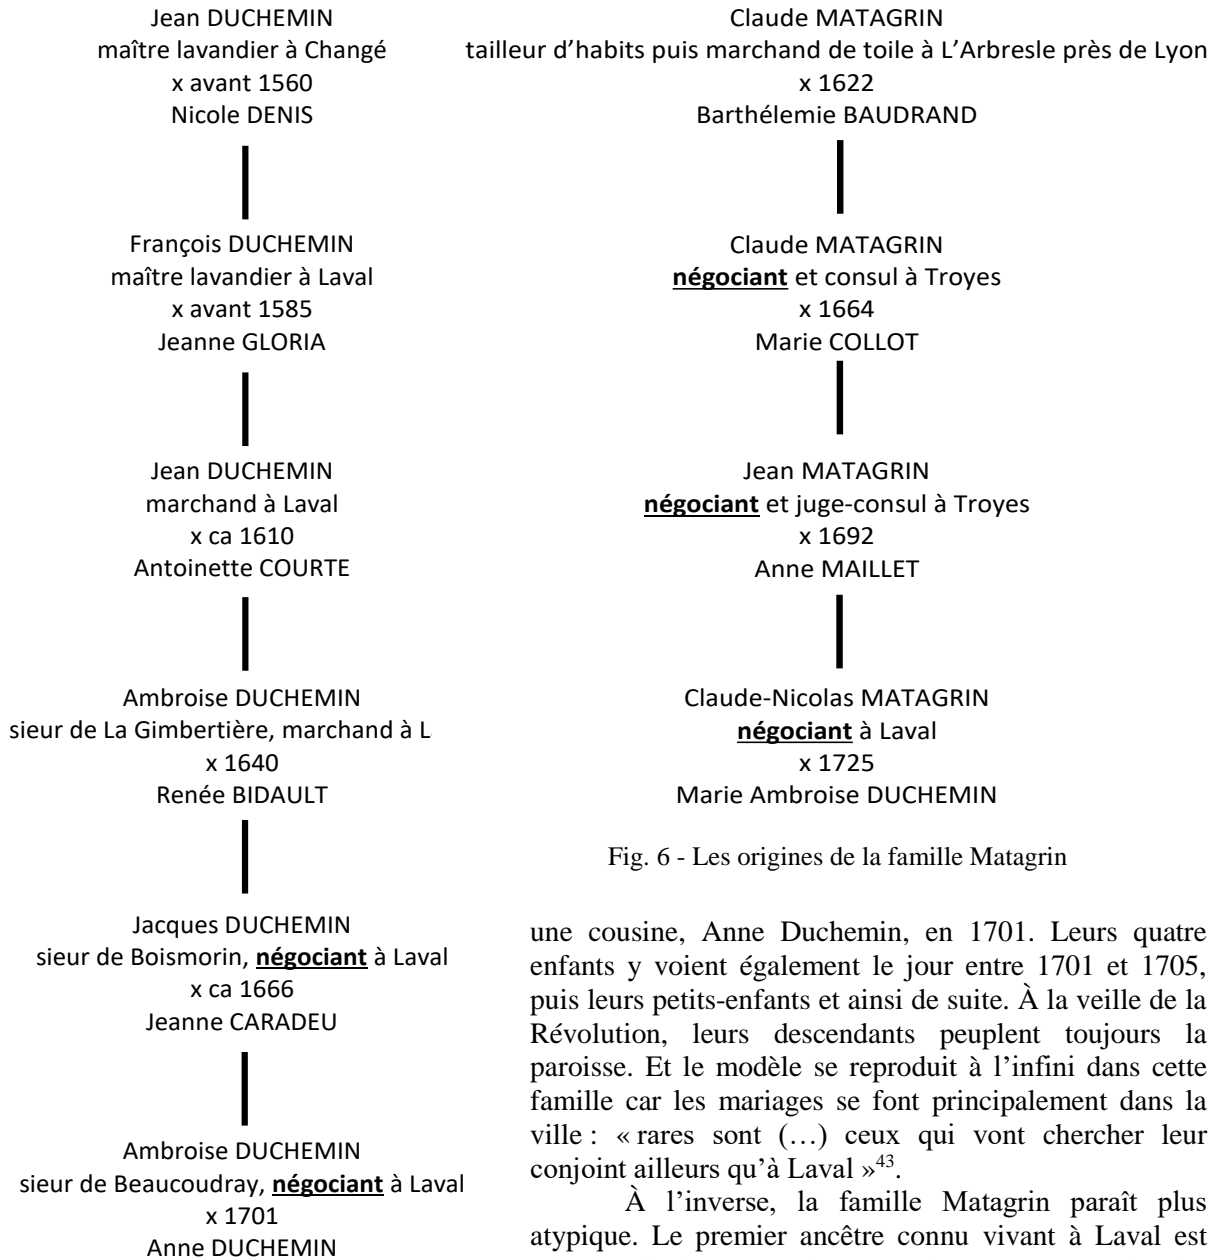 Jean DUCHEMIN
maître lavandier à Changé
x avant 1560
Nicole DENIS
François DUCHEMIN
maître lavandier à Laval
x avant 1585
Jeanne GLORIA
Jean DUCHEMIN
marchand à Laval
x ca 1610
Antoinette COURTE
Ambroise DUCHEMIN
sieur de La Gimbertière, marchand à L
x 1640
Renée BIDAULT
Jacques DUCHEMIN
sieur de Boismorin, négociant à Laval
x ca 1666
Jeanne CARADEU
Ambroise DUCHEMIN
sieur de Beaucoudray, négociant à Laval
x 1701
Anne DUCHEMIN
Claude MATAGRIN
tailleur d’habits puis marchand de toile à L’Arbresle près de Lyon
x 1622
Barthélemie BAUDRAND
Claude MATAGRIN
négociant et consul à Troyes
x 1664
Marie COLLOT
Jean MATAGRIN
négociant et juge-consul à Troyes
x 1692
Anne MAILLET
Claude-Nicolas MATAGRIN
négociant à Laval
x 1725
Marie Ambroise DUCHEMIN
Fig. 6 - Les origines de la famille Matagrin
une cousine, Anne Duchemin, en 1701. Leurs quatre
enfants y voient également le jour entre 1701 et 1705,
puis leurs petits-enfants et ainsi de suite. À la veille de la
Révolution, leurs descendants peuplent toujours la
paroisse. Et le modèle se reproduit à l’infini dans cette
famille car les mariages se font principalement dans la
ville : « rares sont (…) ceux qui vont chercher leur
conjoint ailleurs qu’à Laval »43.
À l’inverse, la famille Matagrin paraît plus
atypique. Le premier ancêtre connu vivant à Laval est